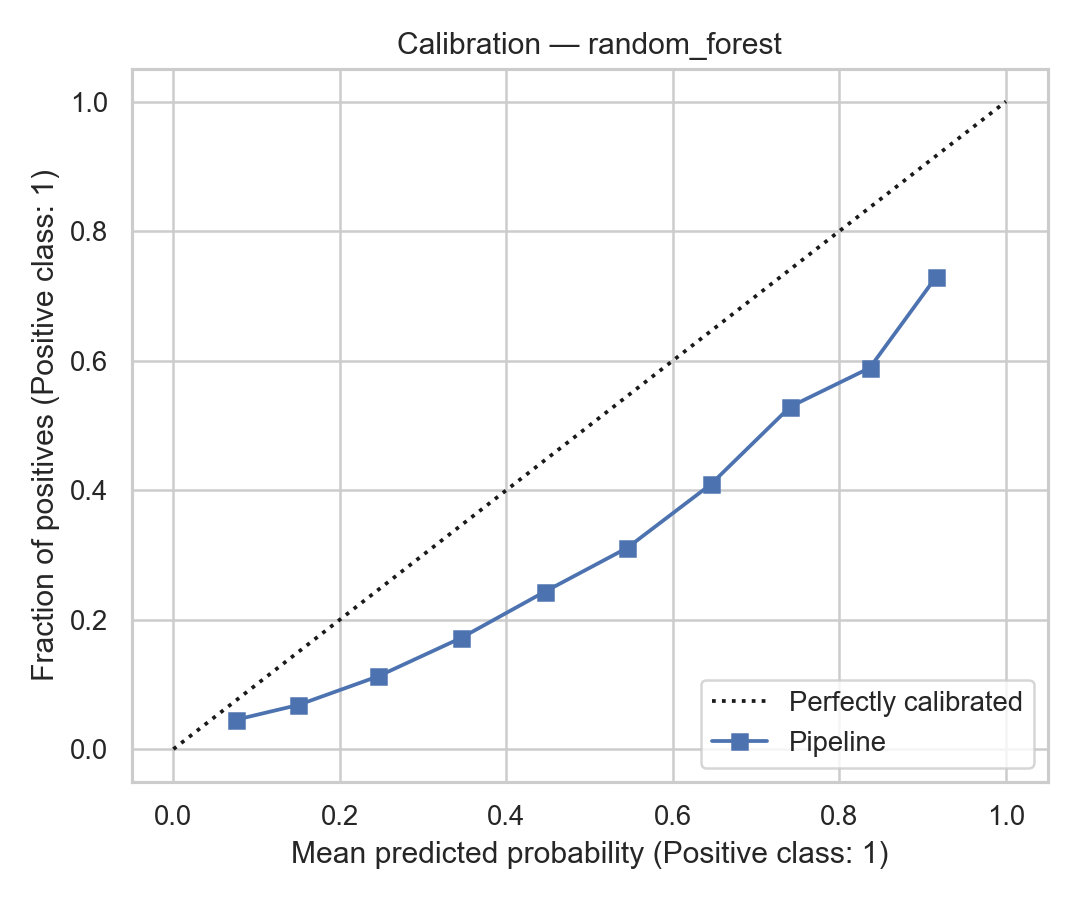 Calibration — random_forest
Fraction of positives (Positive class: 1)
1.0
0.8
0.6
0.4
0.2
0.0
Perfectly calibrated
Pipeline
0.0 0.2 0.4 0.6 0.8 1.0
Mean predicted probability (Positive class: 1)